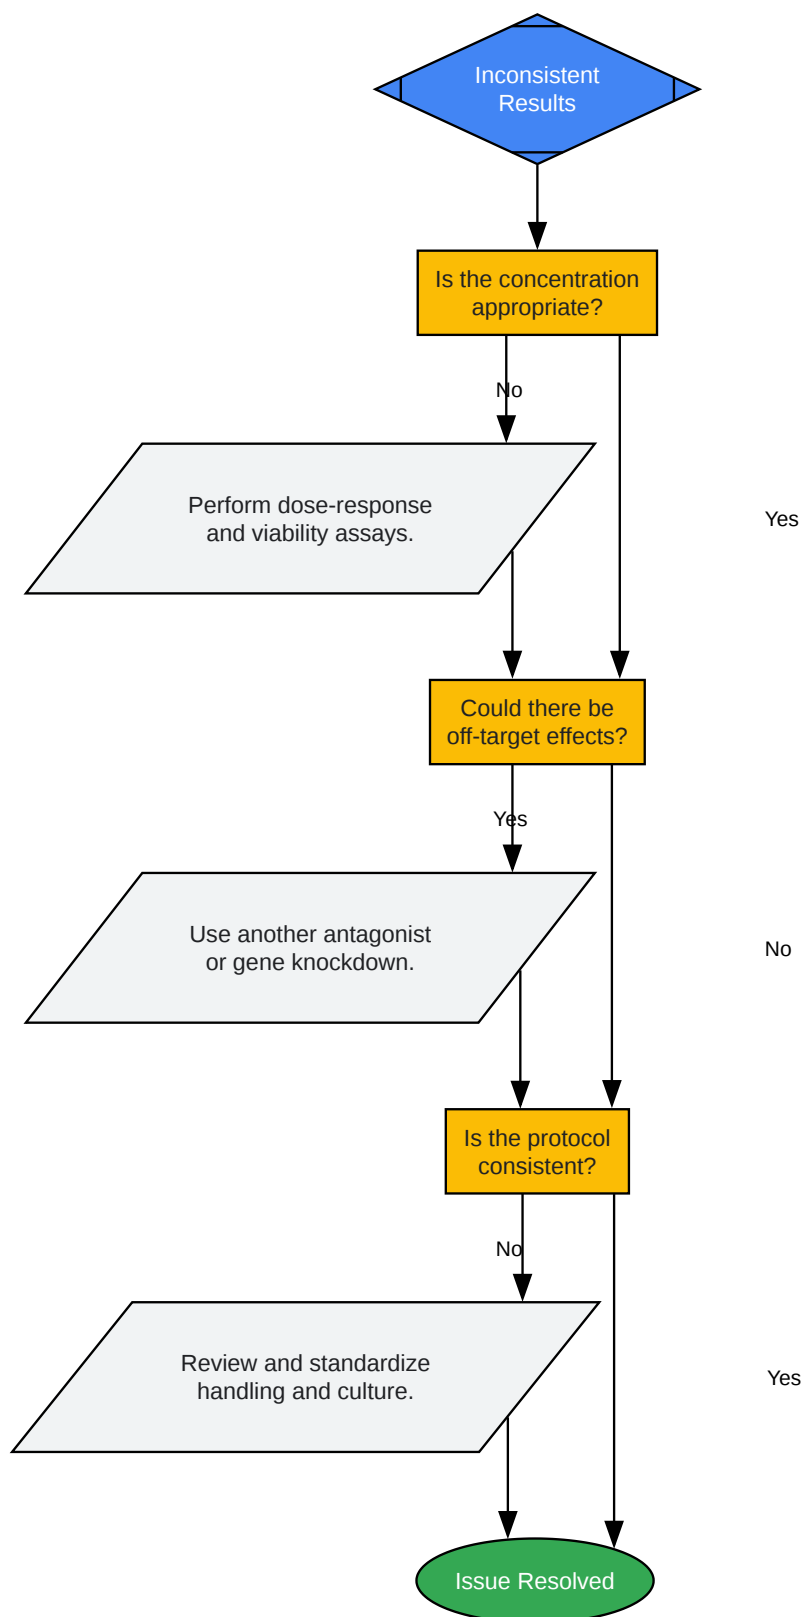 Inconsistent
Results
Is the concentration
appropriate?
No
Perform dose-response
and viability assays.
Yes
Could there be
off-target effects?
Yes
Use another antagonist
or gene knockdown.
No
Is the protocol
consistent?
No
Review and standardize
handling and culture.
Yes
Issue Resolved